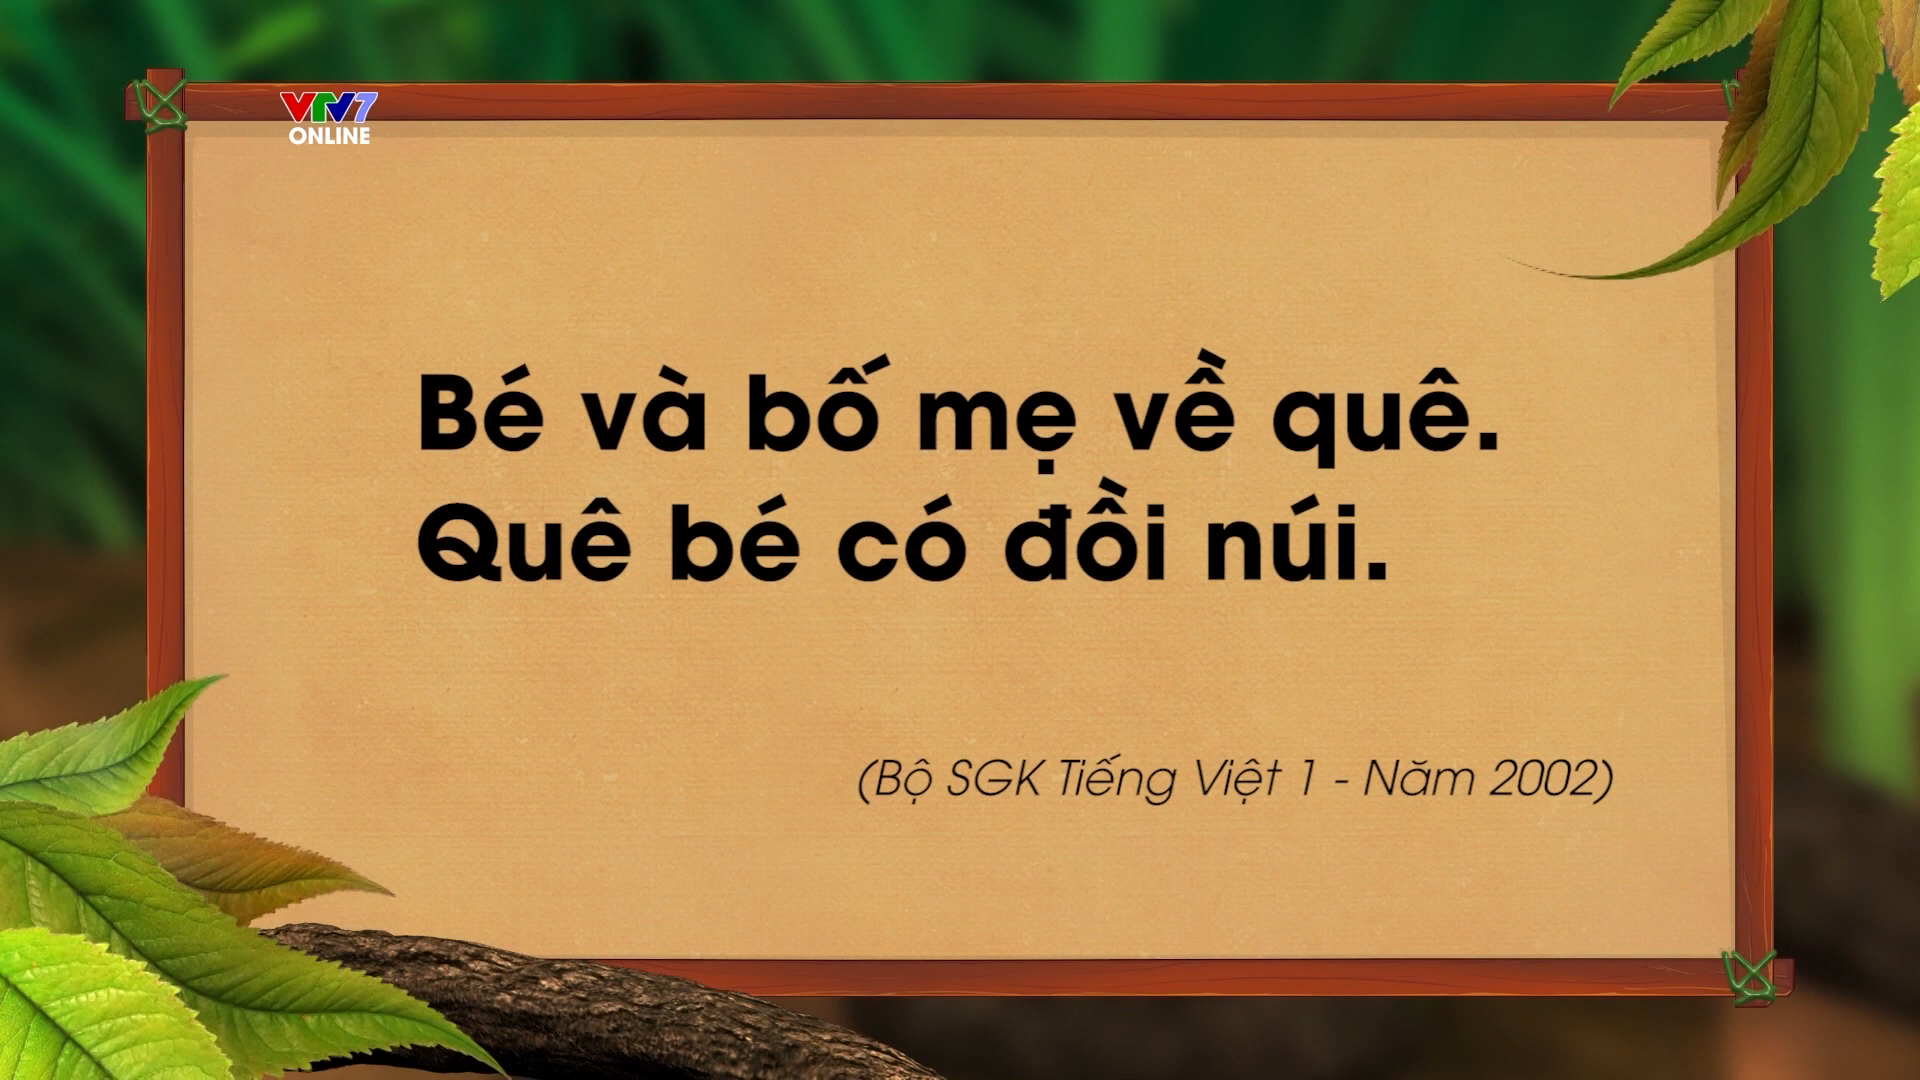 VTV7
ONLINE
Bé và bố mẹ về quê.
Quê bé có đồi núi.
(Bộ SGK Tiếng Việt 1 - Năm 2002)